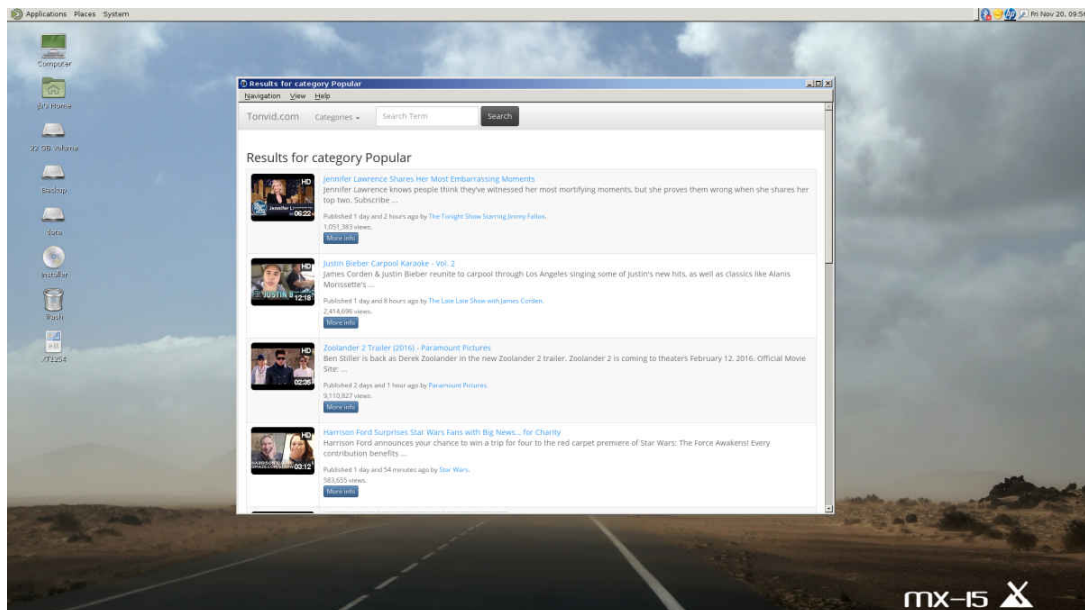 Applications Places System
Fri Nov 20, 09:56
Computer
jb's Home
22 GB Volume
Backup
data
Installer
Trash
Results for category Popular
Navigation View Help
Tonvid.com Categories Search Term Search
Results for category Popular
HD
06:22
Jennifer Lawrence Shares Her Most Embarrassing Moments
Jennifer Lawrence knows people think they've witnessed her most mortifying moments, but she proves them wrong when she shares her
top two. Subscribe ...
Published 1 day and 2 hours ago by The Tonight Show Starring Jimmy Fallon.
1,051,383 views.
More info
HD
12:18
Justin Bieber Carpool Karaoke - Vol. 2
James Corden & Justin Bieber reunite to carpool through Los Angeles singing some of Justin's new hits, as well as classics like Alanis
Morissette's ...
Published 1 day and 8 hours ago by The Late Late Show with James Corden.
2,414,696 views.
More info
HD
02:35
Zoolander 2 Trailer (2016) - Paramount Pictures
Ben Stiller is back as Derek Zoolander in the new Zoolander 2 trailer. Zoolander 2 is coming to theaters February 12, 2016. Official Movie
Site: ...
Published 2 days and 1 hour ago by Paramount Pictures.
9,110,827 views.
More info
HD
03:12
Harrison Ford Surprises Star Wars Fans with Big News... for Charity
Harrison Ford announces your chance to win a trip for four to the red carpet premiere of Star Wars: The Force Awakens! Every
contribution benefits ...
Published 1 day and 54 minutes ago by Star Wars.
583,655 views.
More info
mx-15